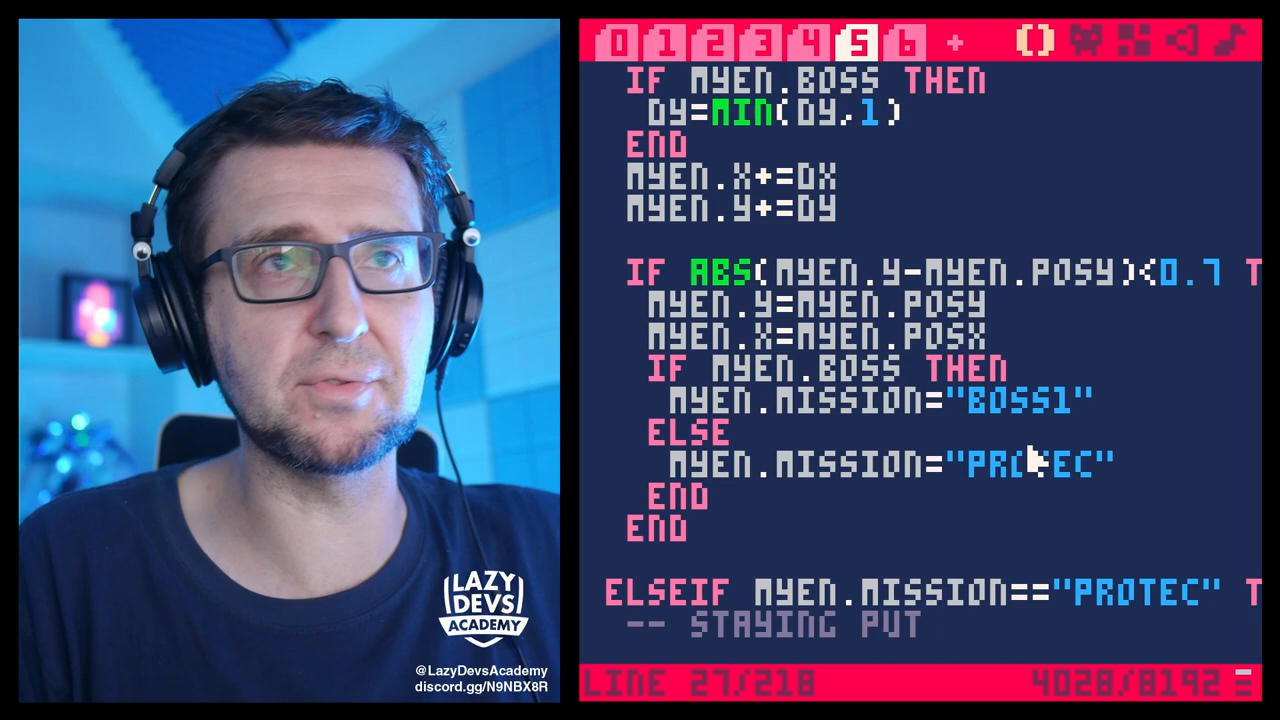 LAZY
DEVS
ACADEMY
@LazyDevsAcademy
discord.gg/N9NBX8R
0 1 2 3 4 5 6 + ()
IF MYEN.BOSS THEN
DY=MIN(DY,1)
END
MYEN.X+=DX
MYEN.Y+=DY
IF ABS(MYEN.Y-MYEN.POSY)<0.7 T
MYEN.Y=MYEN.POSY
MYEN.X=MYEN.POSX
IF MYEN.BOSS THEN
MYEN.MISSION="BOSS1"
ELSE
MYEN.MISSION="PROTEC"
END
END
ELSEIF MYEN.MISSION=="PROTEC" T
-- STAYING PUT
LINE 27/218
4028/8192